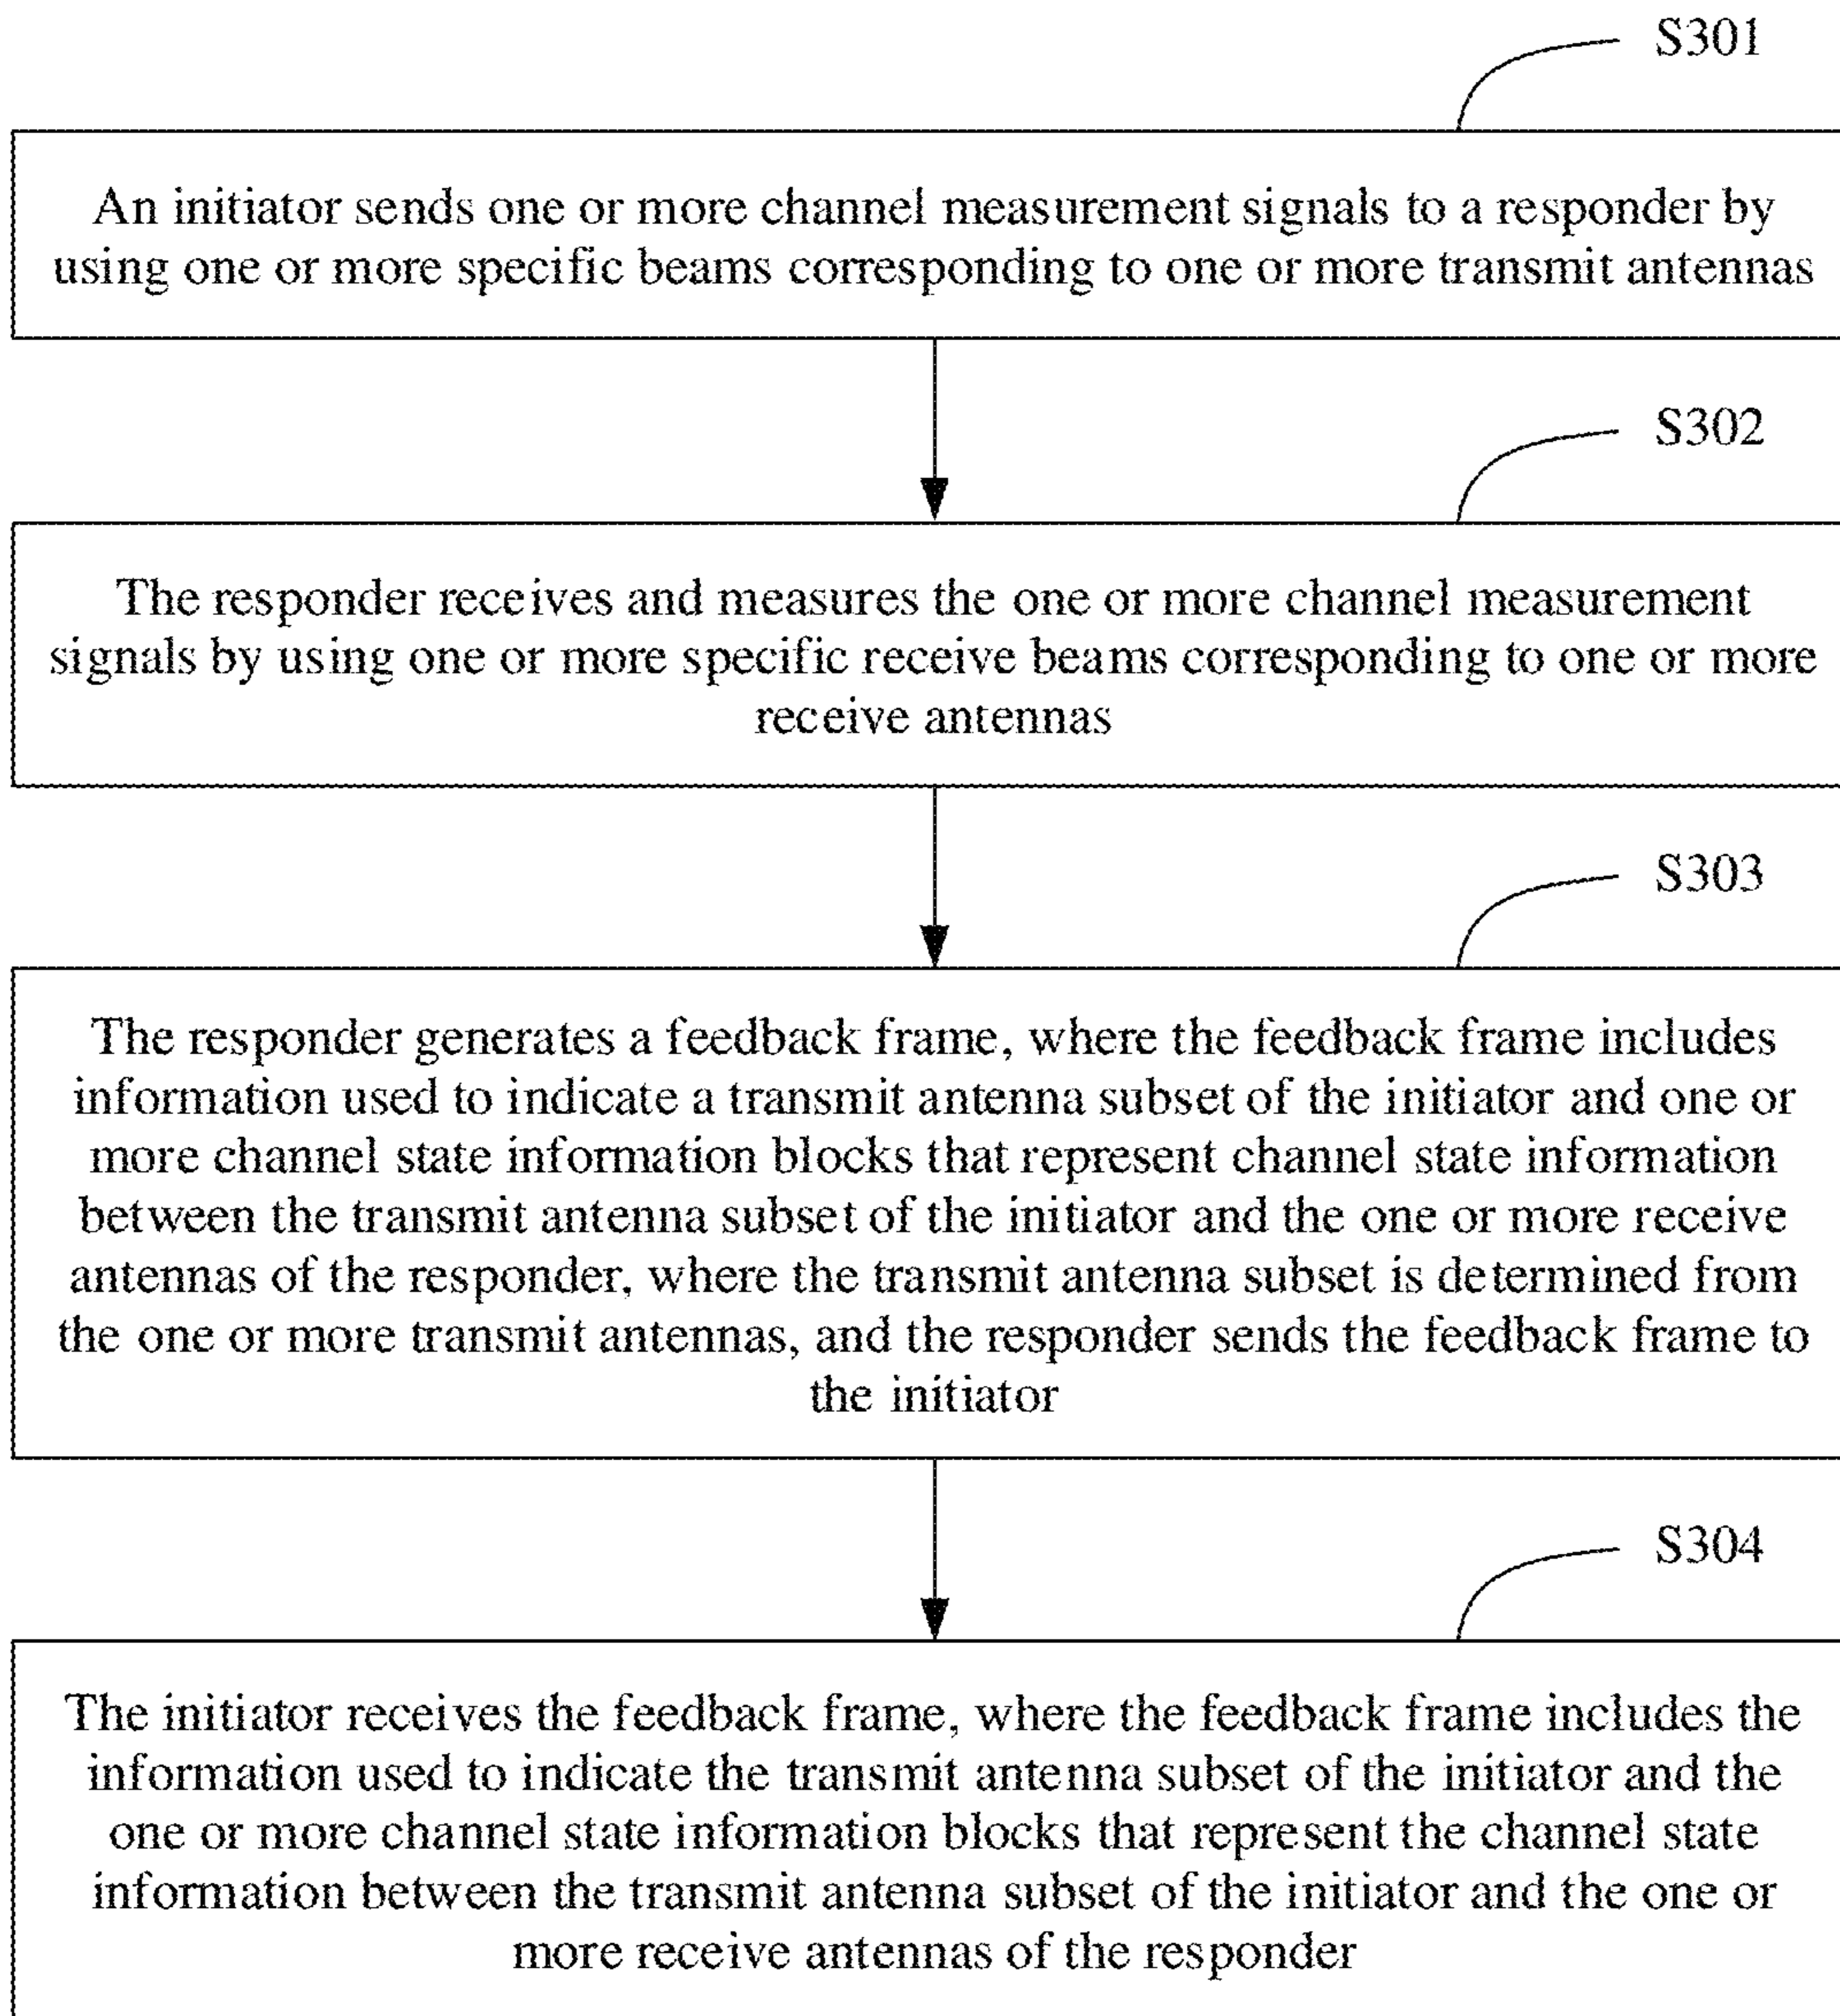 S301
An initiator sends one or more channel measurement signals to a responder by
using one or more specific beams corresponding to one or more transmit antennas
S302
The responder receives and measures the one or more channel measurement
signals by using one or more specific receive beams corresponding to one or more
receive antennas
S303
The responder generates a feedback frame, where the feedback frame includes
information used to indicate a transmit antenna subset of the initiator and one or
more channel state information blocks that represent channel state information
between the transmit antenna subset of the initiator and the one or more receive
antennas of the responder, where the transmit antenna subset is determined from
the one or more transmit antennas, and the responder sends the feedback frame to
the initiator
S304
The initiator receives the feedback frame, where the feedback frame includes the
information used to indicate the transmit antenna subset of the initiator and the
one or more channel state information blocks that represent the channel state
information between the transmit antenna subset of the initiator and the one or
more receive antennas of the responder